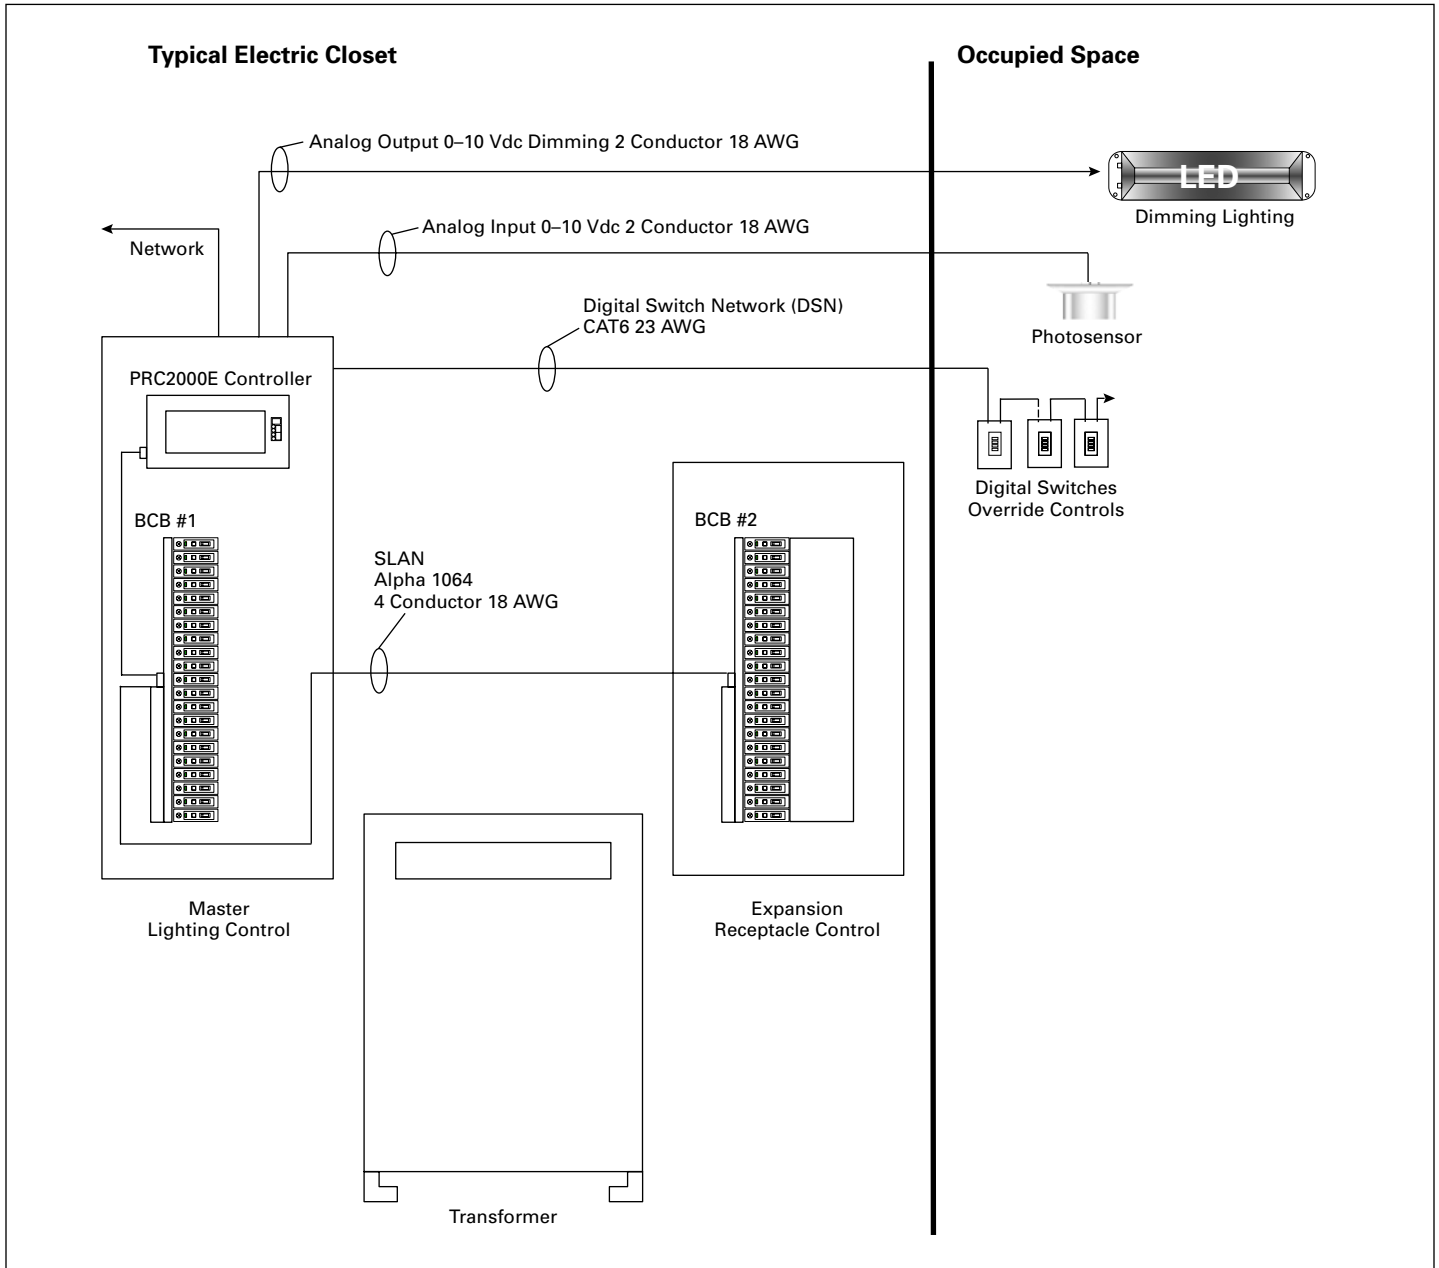 Typical Electric Closet
Occupied Space
Analog Output 0–10 Vdc Dimming 2 Conductor 18 AWG
LED
Dimming Lighting
Analog Input 0–10 Vdc 2 Conductor 18 AWG
Network
Digital Switch Network (DSN)
CAT6 23 AWG
Photosensor
PRC2000E Controller
Digital Switches
Override Controls
BCB #1
BCB #2
SLAN
Alpha 1064
4 Conductor 18 AWG
Master
Lighting Control
Expansion
Receptacle Control
Transformer